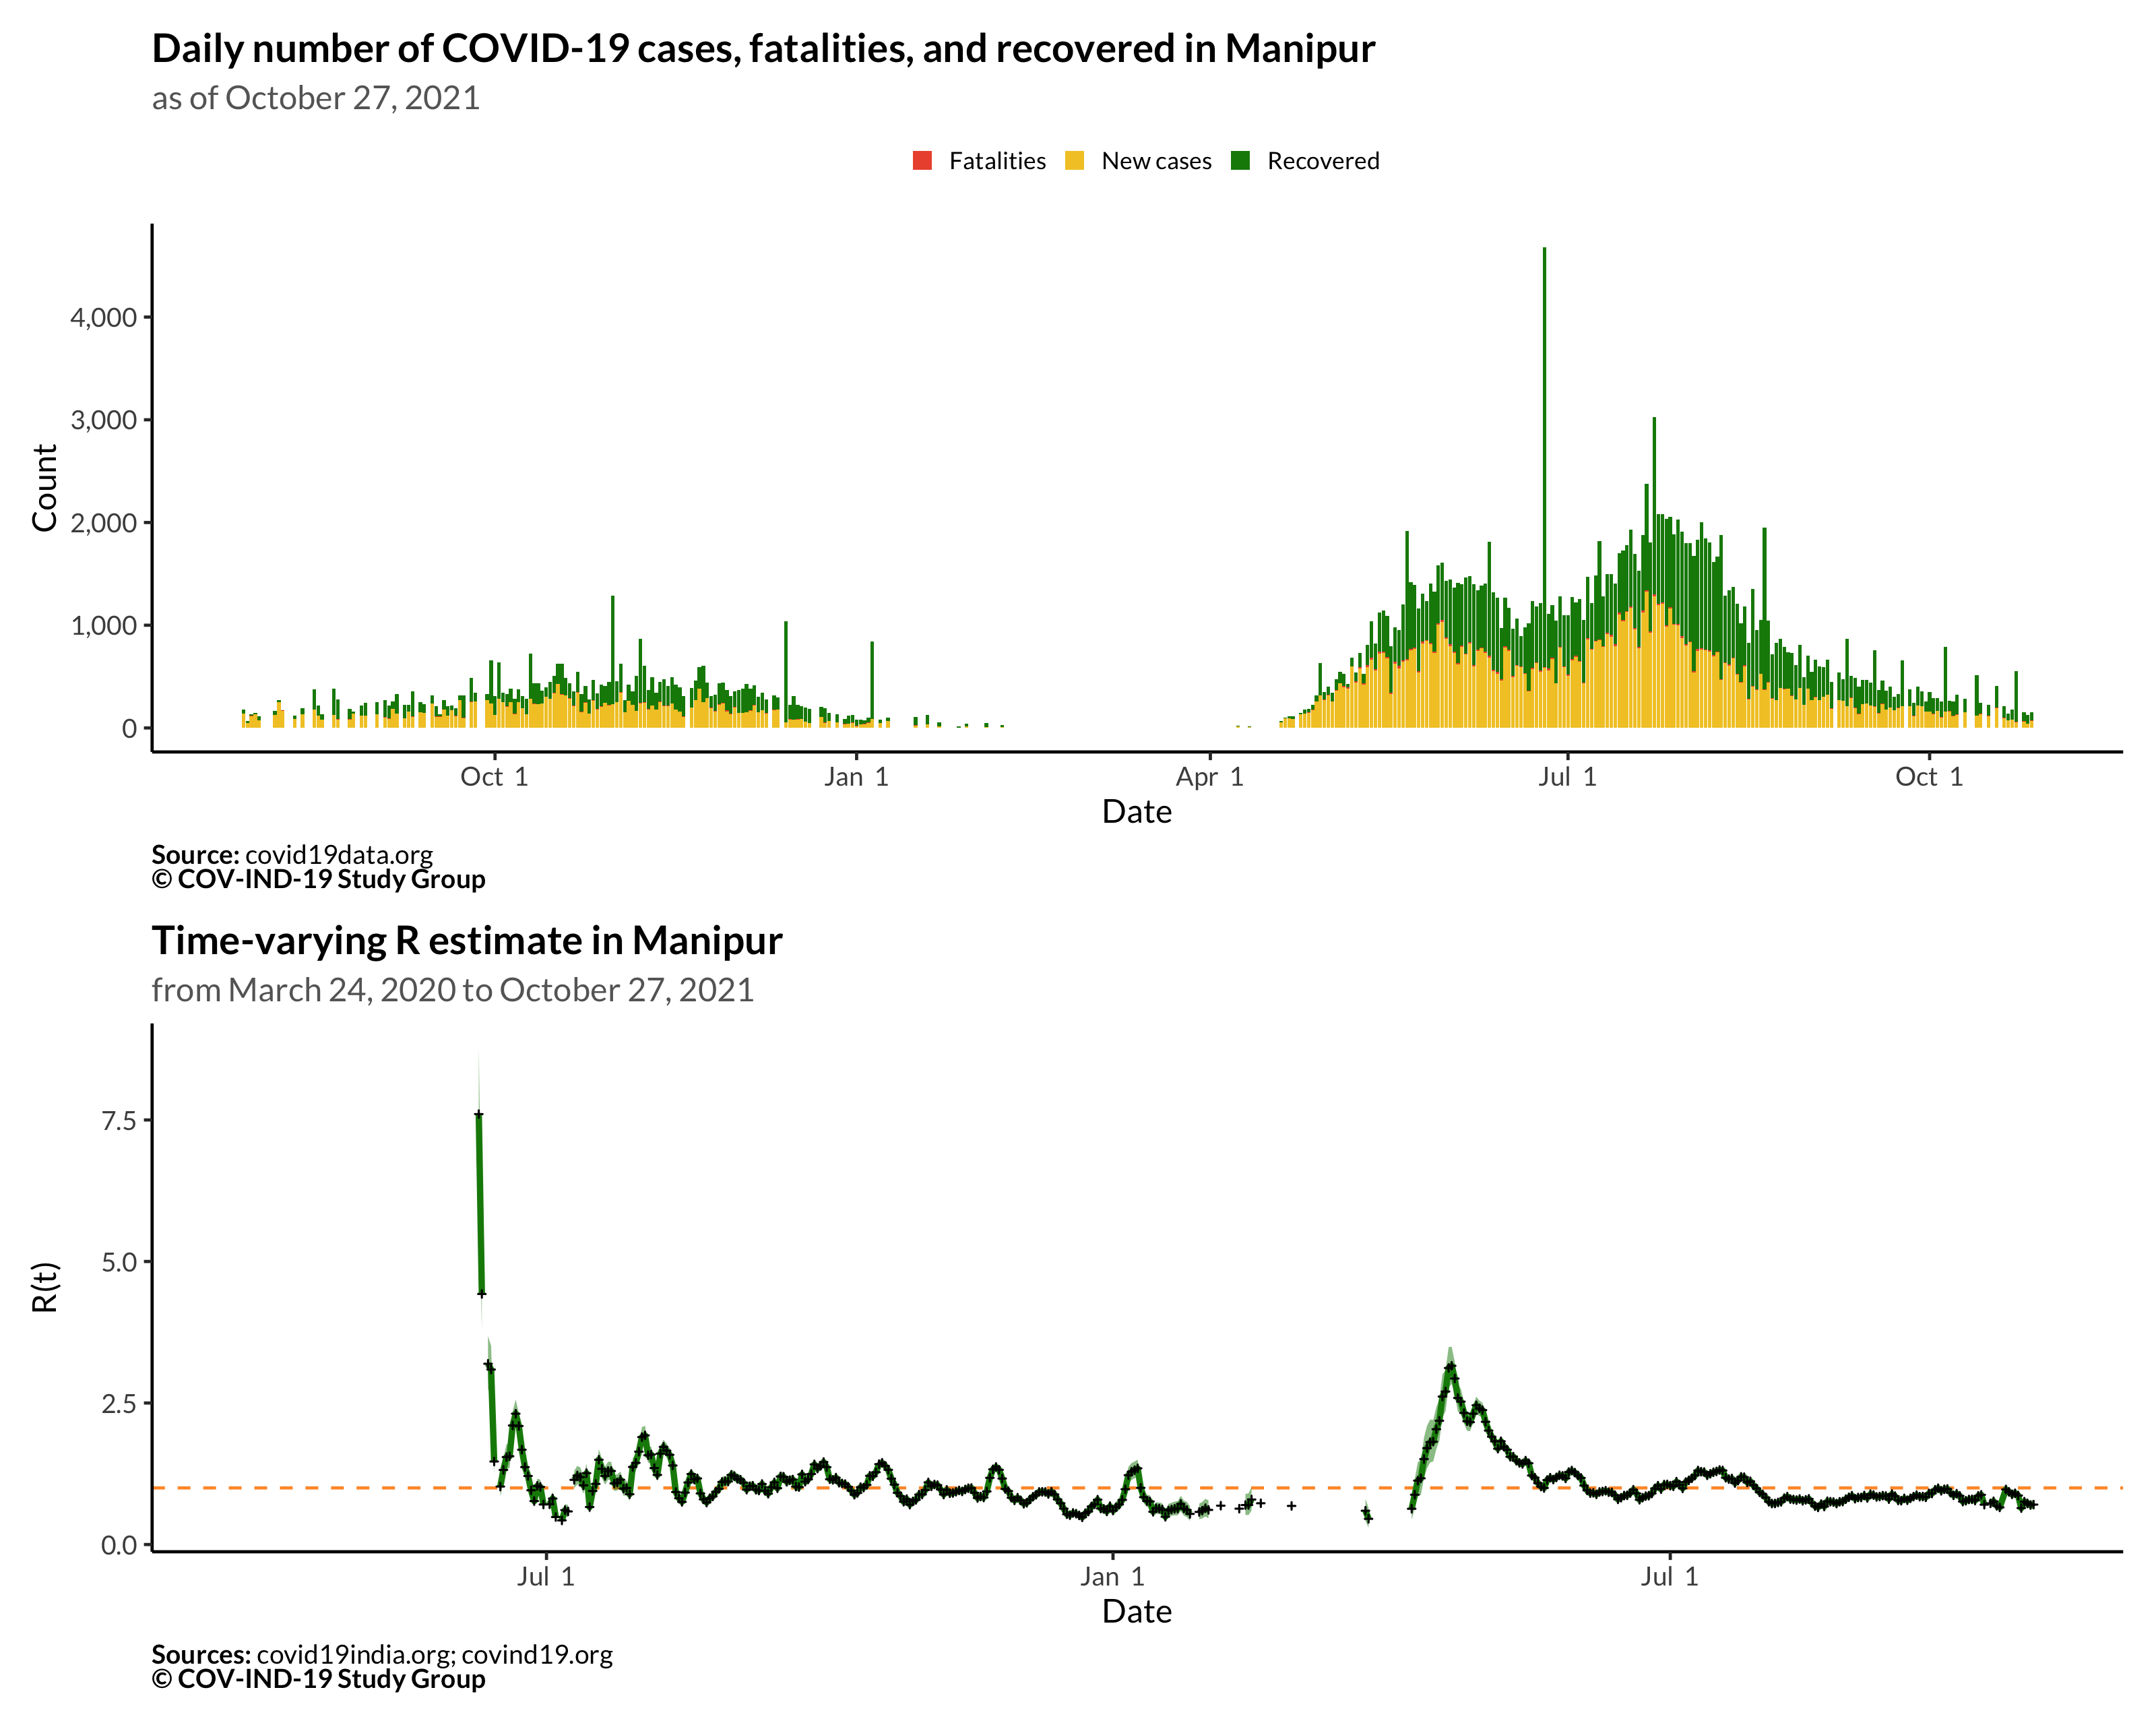 Daily number of COVID-19 cases, fatalities, and recovered in Manipur
as of October 27, 2021
Fatalities New cases Recovered
Count
4,000
3,000
2,000
1,000
0
Oct 1 Jan 1 Apr 1 Jul 1 Oct 1
Date
Source: covid19data.org
© COV-IND-19 Study Group
Time-varying R estimate in Manipur
from March 24, 2020 to October 27, 2021
R(t)
7.5
5.0
2.5
0.0
Jul 1 Jan 1 Jul 1
Date
Sources: covid19india.org; covind19.org
© COV-IND-19 Study Group